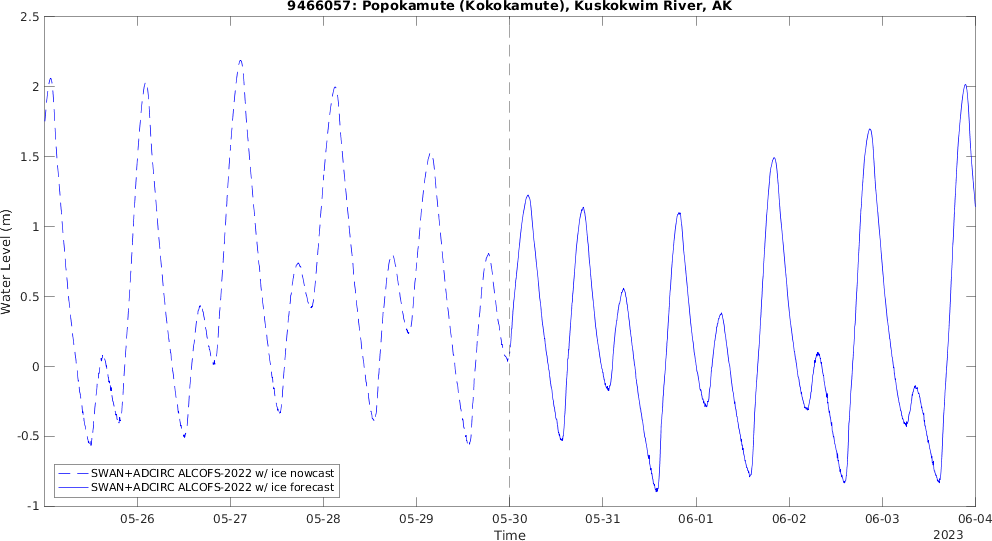 9466057: Popokamute (Kokokamute), Kuskokwim River, AK
2.5
2
1.5
1
0.5
0
-0.5
-1
Water Level (m)
SWAN+ADCIRC ALCOFS-2022 w/ ice nowcast
SWAN+ADCIRC ALCOFS-2022 w/ ice forecast
05-26 05-27 05-28 05-29 05-30 05-31 06-01 06-02 06-03 06-04
Time
2023